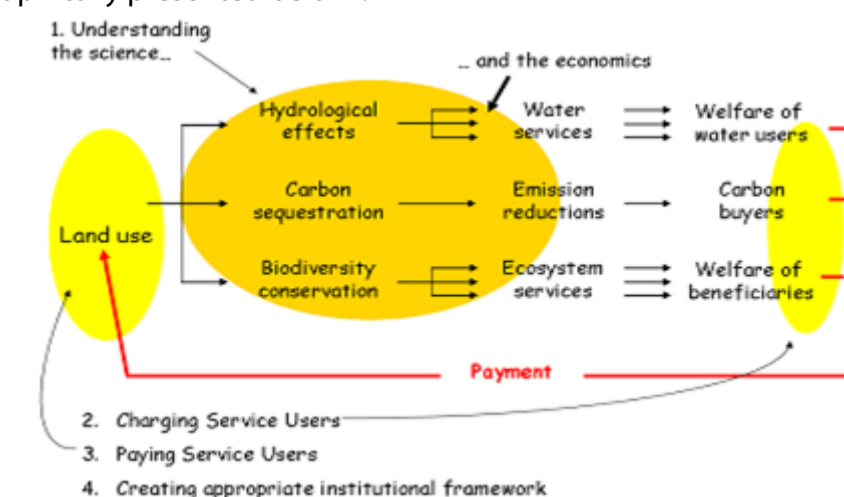 1. Understanding
the science…
… and the economics
Hydrological
effects
Water
services
Welfare of
water users
Carbon
sequestration
Emission
reductions
Carbon
buyers
Land use
Biodiversity
conservation
Ecosystem
services
Welfare of
beneficiaries
Payment
2. Charging Service Users
3. Paying Service Users
4. Creating appropriate institutional framework